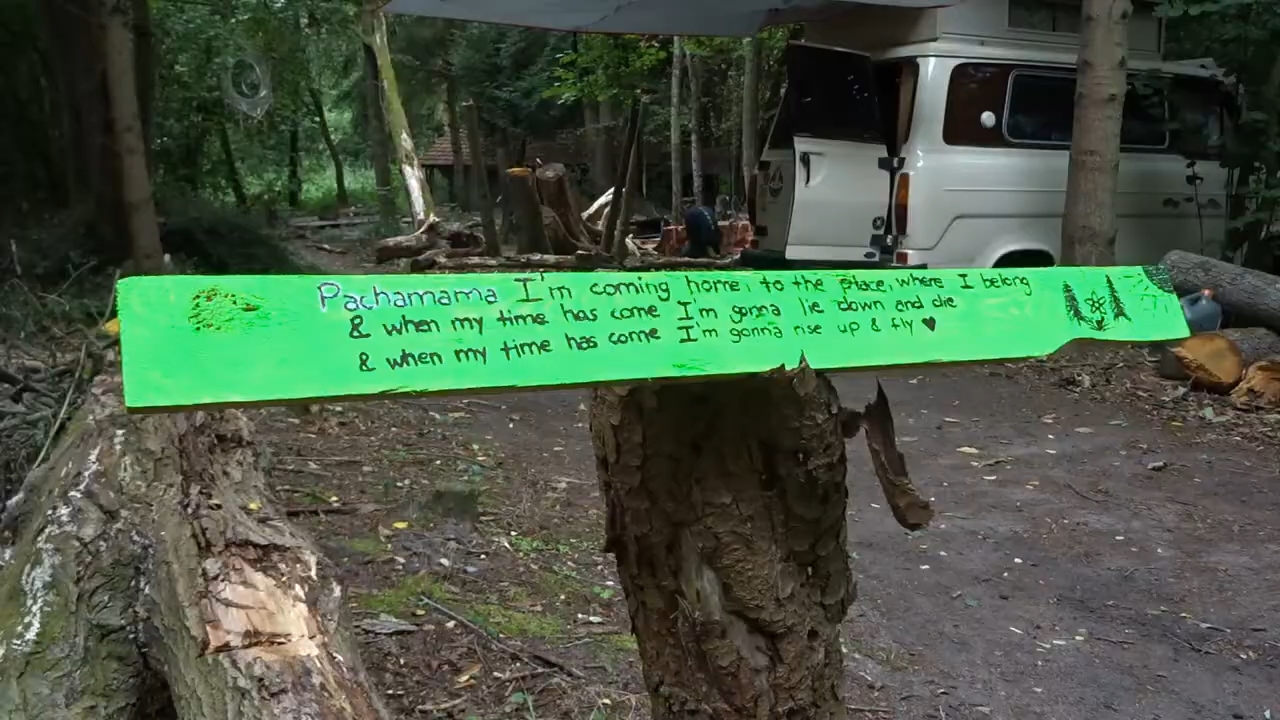 Pachamama I'm coming home, to the place, where I belong
& when my time has come I'm gonna lie down and die
& when my time has come I'm gonna rise up & fly ♥